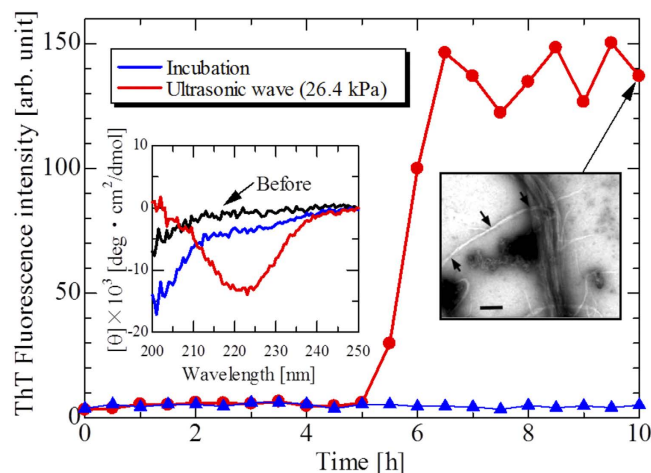 ThT Fluorescence intensity [arb. unit]
150
100
50
0
Incubation
Ultrasonic wave (26.4 kPa)
[θ]×10³ [deg・cm²/dmol]
10
0
-10
-20
Before
200 210 220 230 240 250
Wavelength [nm]
0 2 4 6 8 10
Time [h]